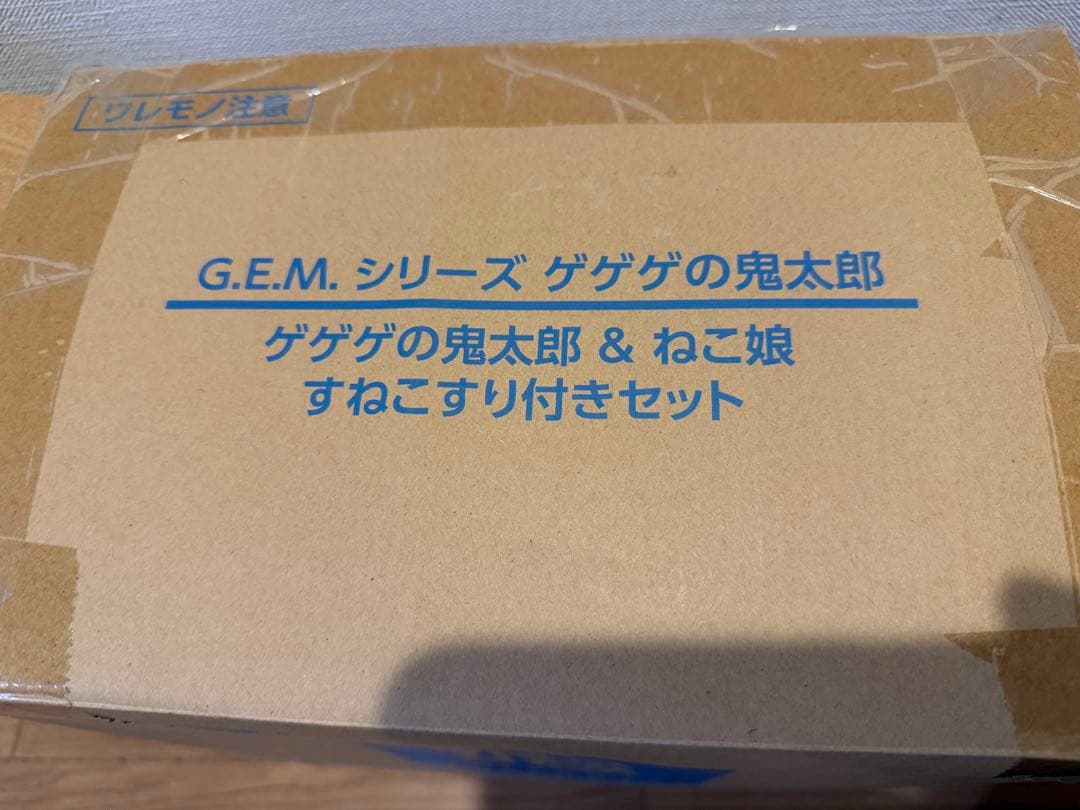 ワレモノ注意
G.E.M. シリーズ ゲゲゲの鬼太郎
ゲゲゲの鬼太郎 & ねこ娘
すねこすり付きセット